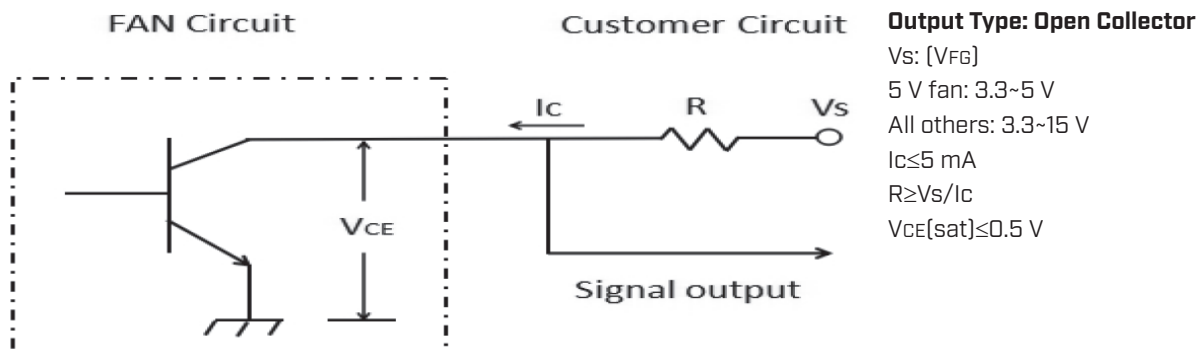 FAN Circuit
Customer Circuit
Ic
R
Vs
VCE
Signal output
Output Type: Open Collector
Vs: (VFG)
5 V fan: 3.3~5 V
All others: 3.3~15 V
Ic≤5 mA
R≥Vs/Ic
VCE(sat)≤0.5 V